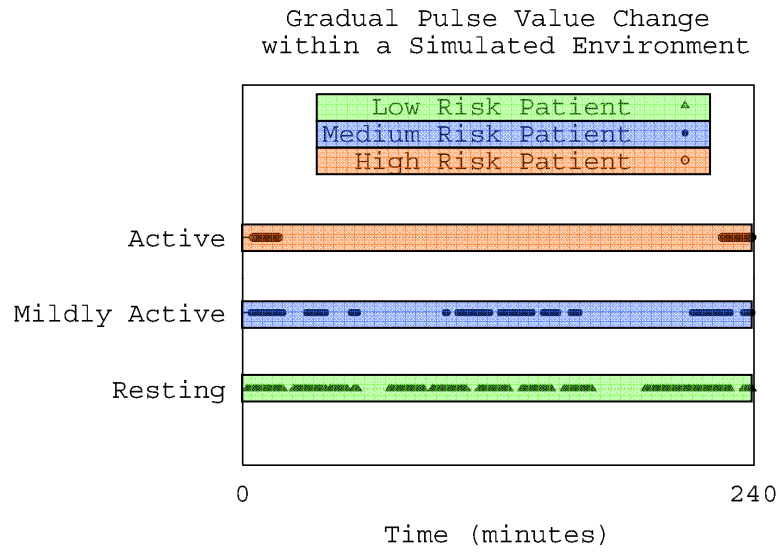 Gradual Pulse Value Change
within a Simulated Environment
Low Risk Patient
Medium Risk Patient
High Risk Patient
Active
Mildly Active
Resting
0 240
Time (minutes)